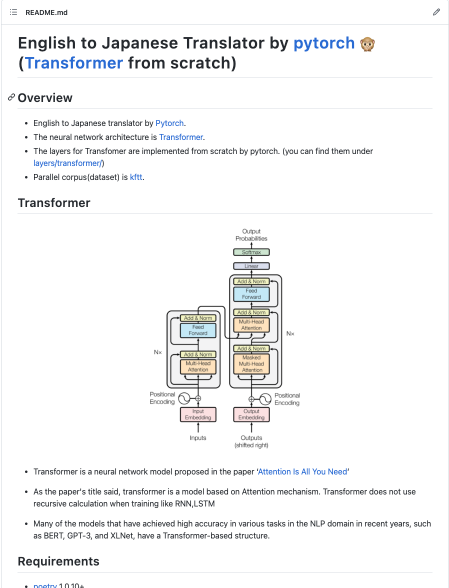 README.md
English to Japanese Translator by pytorch 🙊
(Transformer from scratch)
Overview
English to Japanese translator by Pytorch.
The neural network architecture is Transformer.
The layers for Transfomer are implemented from scratch by pytorch. (you can find them under
layers/transformer/)
Parallel corpus(dataset) is kftt.
Transformer
Output
Probabilities
Softmax
Linear
Add & Norm
Feed
Forward
Add & Norm
Multi-Head
Attention
Add & Norm
Feed
Forward
N×
N×
Add & Norm
Multi-Head
Attention
Add & Norm
Masked
Multi-Head
Attention
Positional
Encoding
Positional
Encoding
Input
Embedding
Output
Embedding
Inputs
Outputs
(shifted right)
Transformer is a neural network model proposed in the paper ‘Attention Is All You Need’
As the paper's title said, transformer is a model based on Attention mechanism. Transformer does not use
recursive calculation when training like RNN,LSTM
Many of the models that have achieved high accuracy in various tasks in the NLP domain in recent years, such
as BERT, GPT-3, and XLNet, have a Transformer-based structure.
Requirements
poetry 1.0.10+